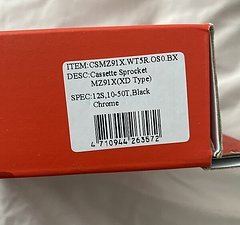 ITEM:CSMZ91X.WT5R.OS0.BX
DESC:Cassette Sprocket
MZ91X(XD Type)
SPEC:12S,10-50T,Black
Chrome
4 710944 263572